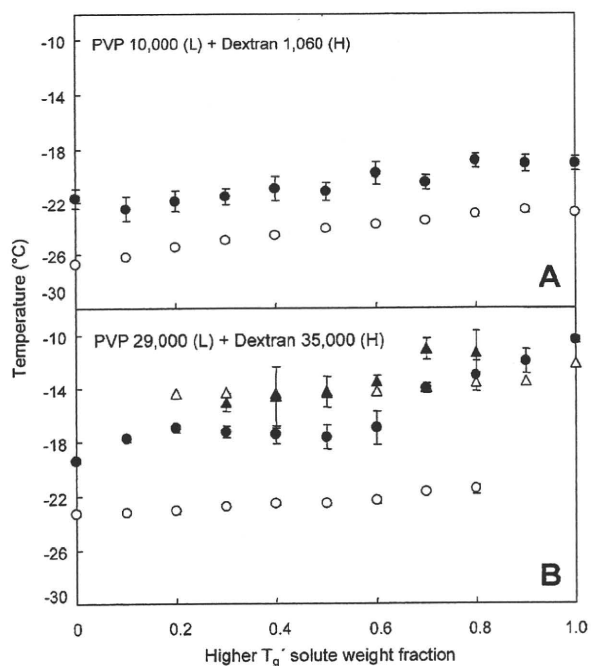 PVP 10,000 (L) + Dextran 1,060 (H)
-10
-14
-18
-22
-26
-30
A
Temperature (°C)
PVP 29,000 (L) + Dextran 35,000 (H)
-10
-14
-18
-22
-26
-30
B
0 0.2 0.4 0.6 0.8 1.0
Higher Tg´ solute weight fraction